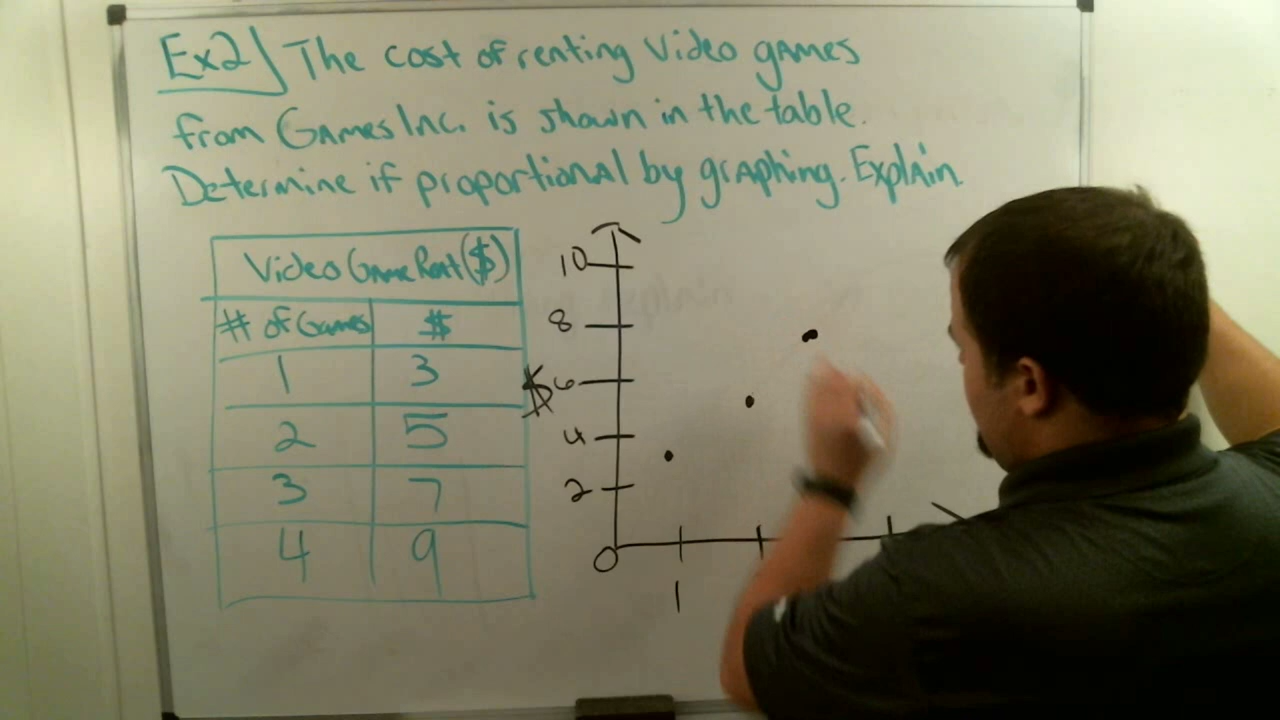 Ex2 The cost of renting video games
from Games Inc. is shown in the table.
Determine if proportional by graphing. Explain.
Video Game Rent ($)
# of Games $
1 3
2 5
3 7
4 9
10
8
$ 6
4
2
0
1